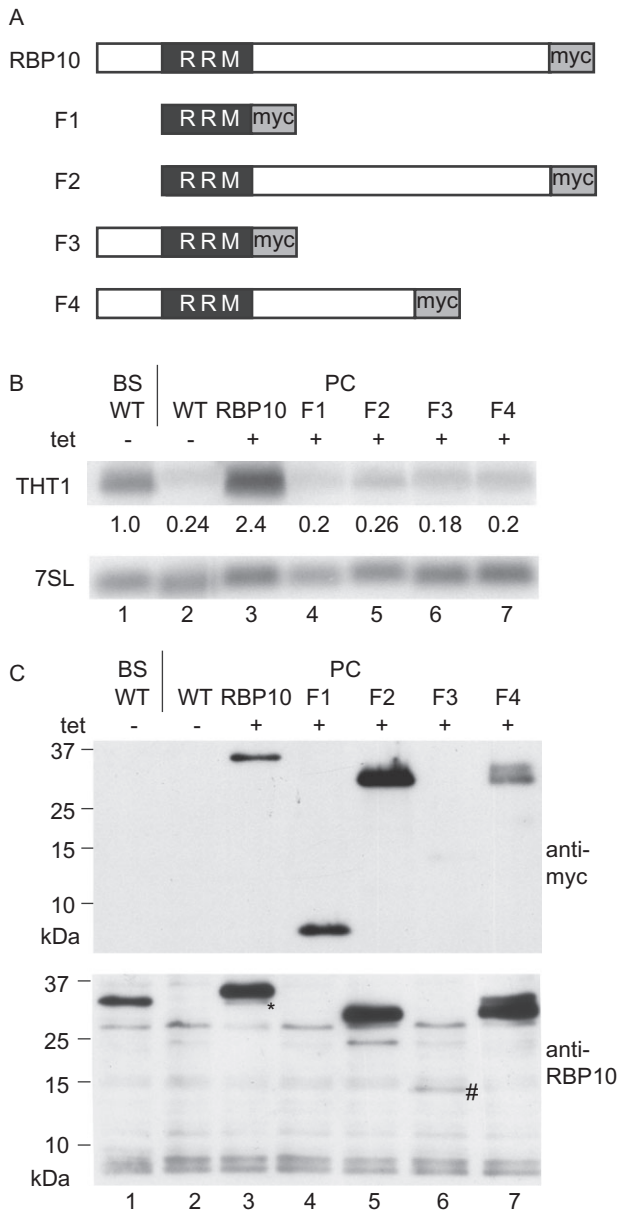 A
RBP10 RRM myc
F1 RRM myc
F2 RRM myc
F3 RRM myc
F4 RRM myc
B BS PC
WT WT RBP10 F1 F2 F3 F4
tet - - + + + + +
THT1
1.0 0.24 2.4 0.2 0.26 0.18 0.2
7SL
1 2 3 4 5 6 7
C BS PC
WT WT RBP10 F1 F2 F3 F4
tet - - + + + + +
37
25
15
10
kDa
anti-
myc
37
*
25
15
#
10
kDa
anti-
RBP10
1 2 3 4 5 6 7